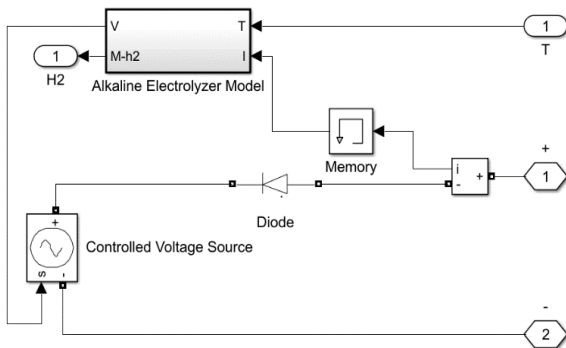 V T
1
M-h2 I
1
H2
T
Alkaline Electrolyzer Model
Memory
+
i
+
-
1
Diode
+
Controlled Voltage Source
s -
-
2